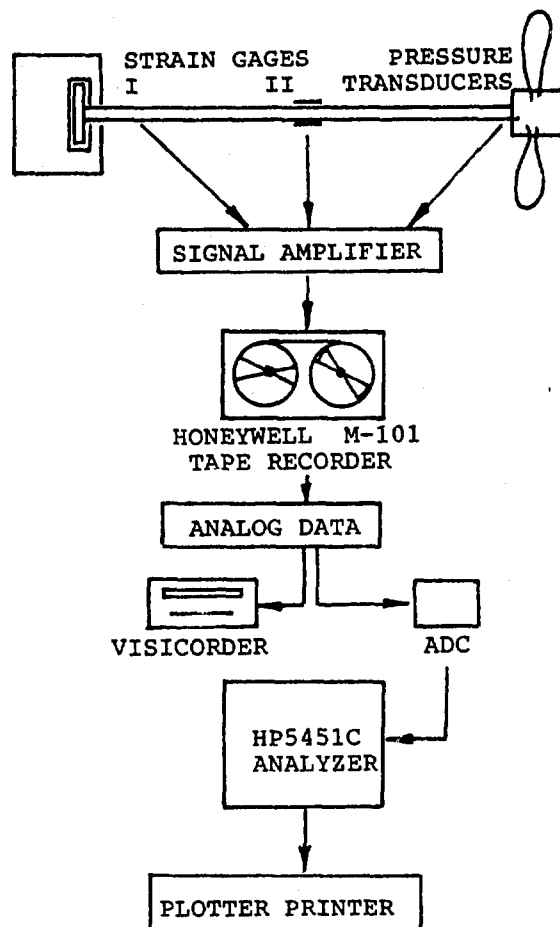 STRAIN GAGES
I II
PRESSURE
TRANSDUCERS
SIGNAL AMPLIFIER
HONEYWELL M-101
TAPE RECORDER
ANALOG DATA
VISICORDER
ADC
HP5451C
ANALYZER
PLOTTER PRINTER